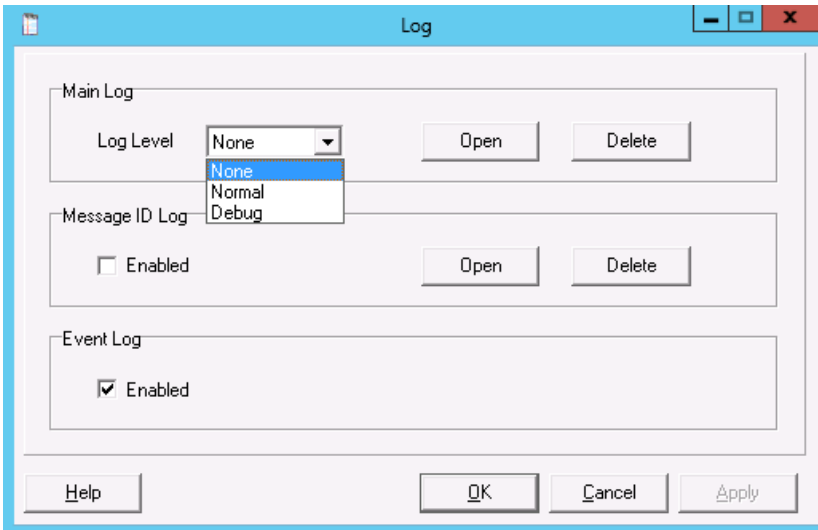 Log
Main Log
Log Level None Open Delete
None
Normal
Debug
Message ID Log
Enabled Open Delete
Event Log
Enabled
Help OK Cancel Apply